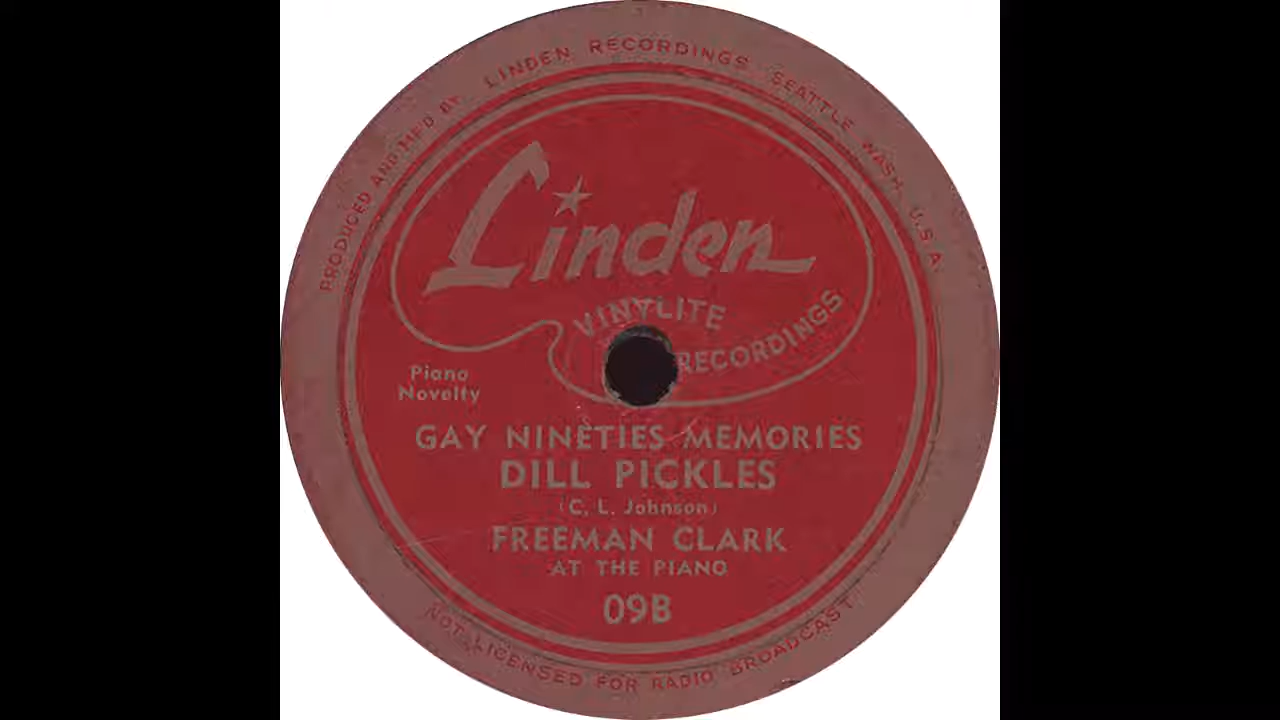 PRODUCED AND MF'D BY LINDEN RECORDINGS SEATTLE WASH. U.S.A.
Linden
VINYLITE
RECORDINGS
Piano
Novelty
GAY NINETIES MEMORIES
DILL PICKLES
(C. L. Johnson)
FREEMAN CLARK
AT THE PIANO
09B
NOT LICENSED FOR RADIO BROADCAST